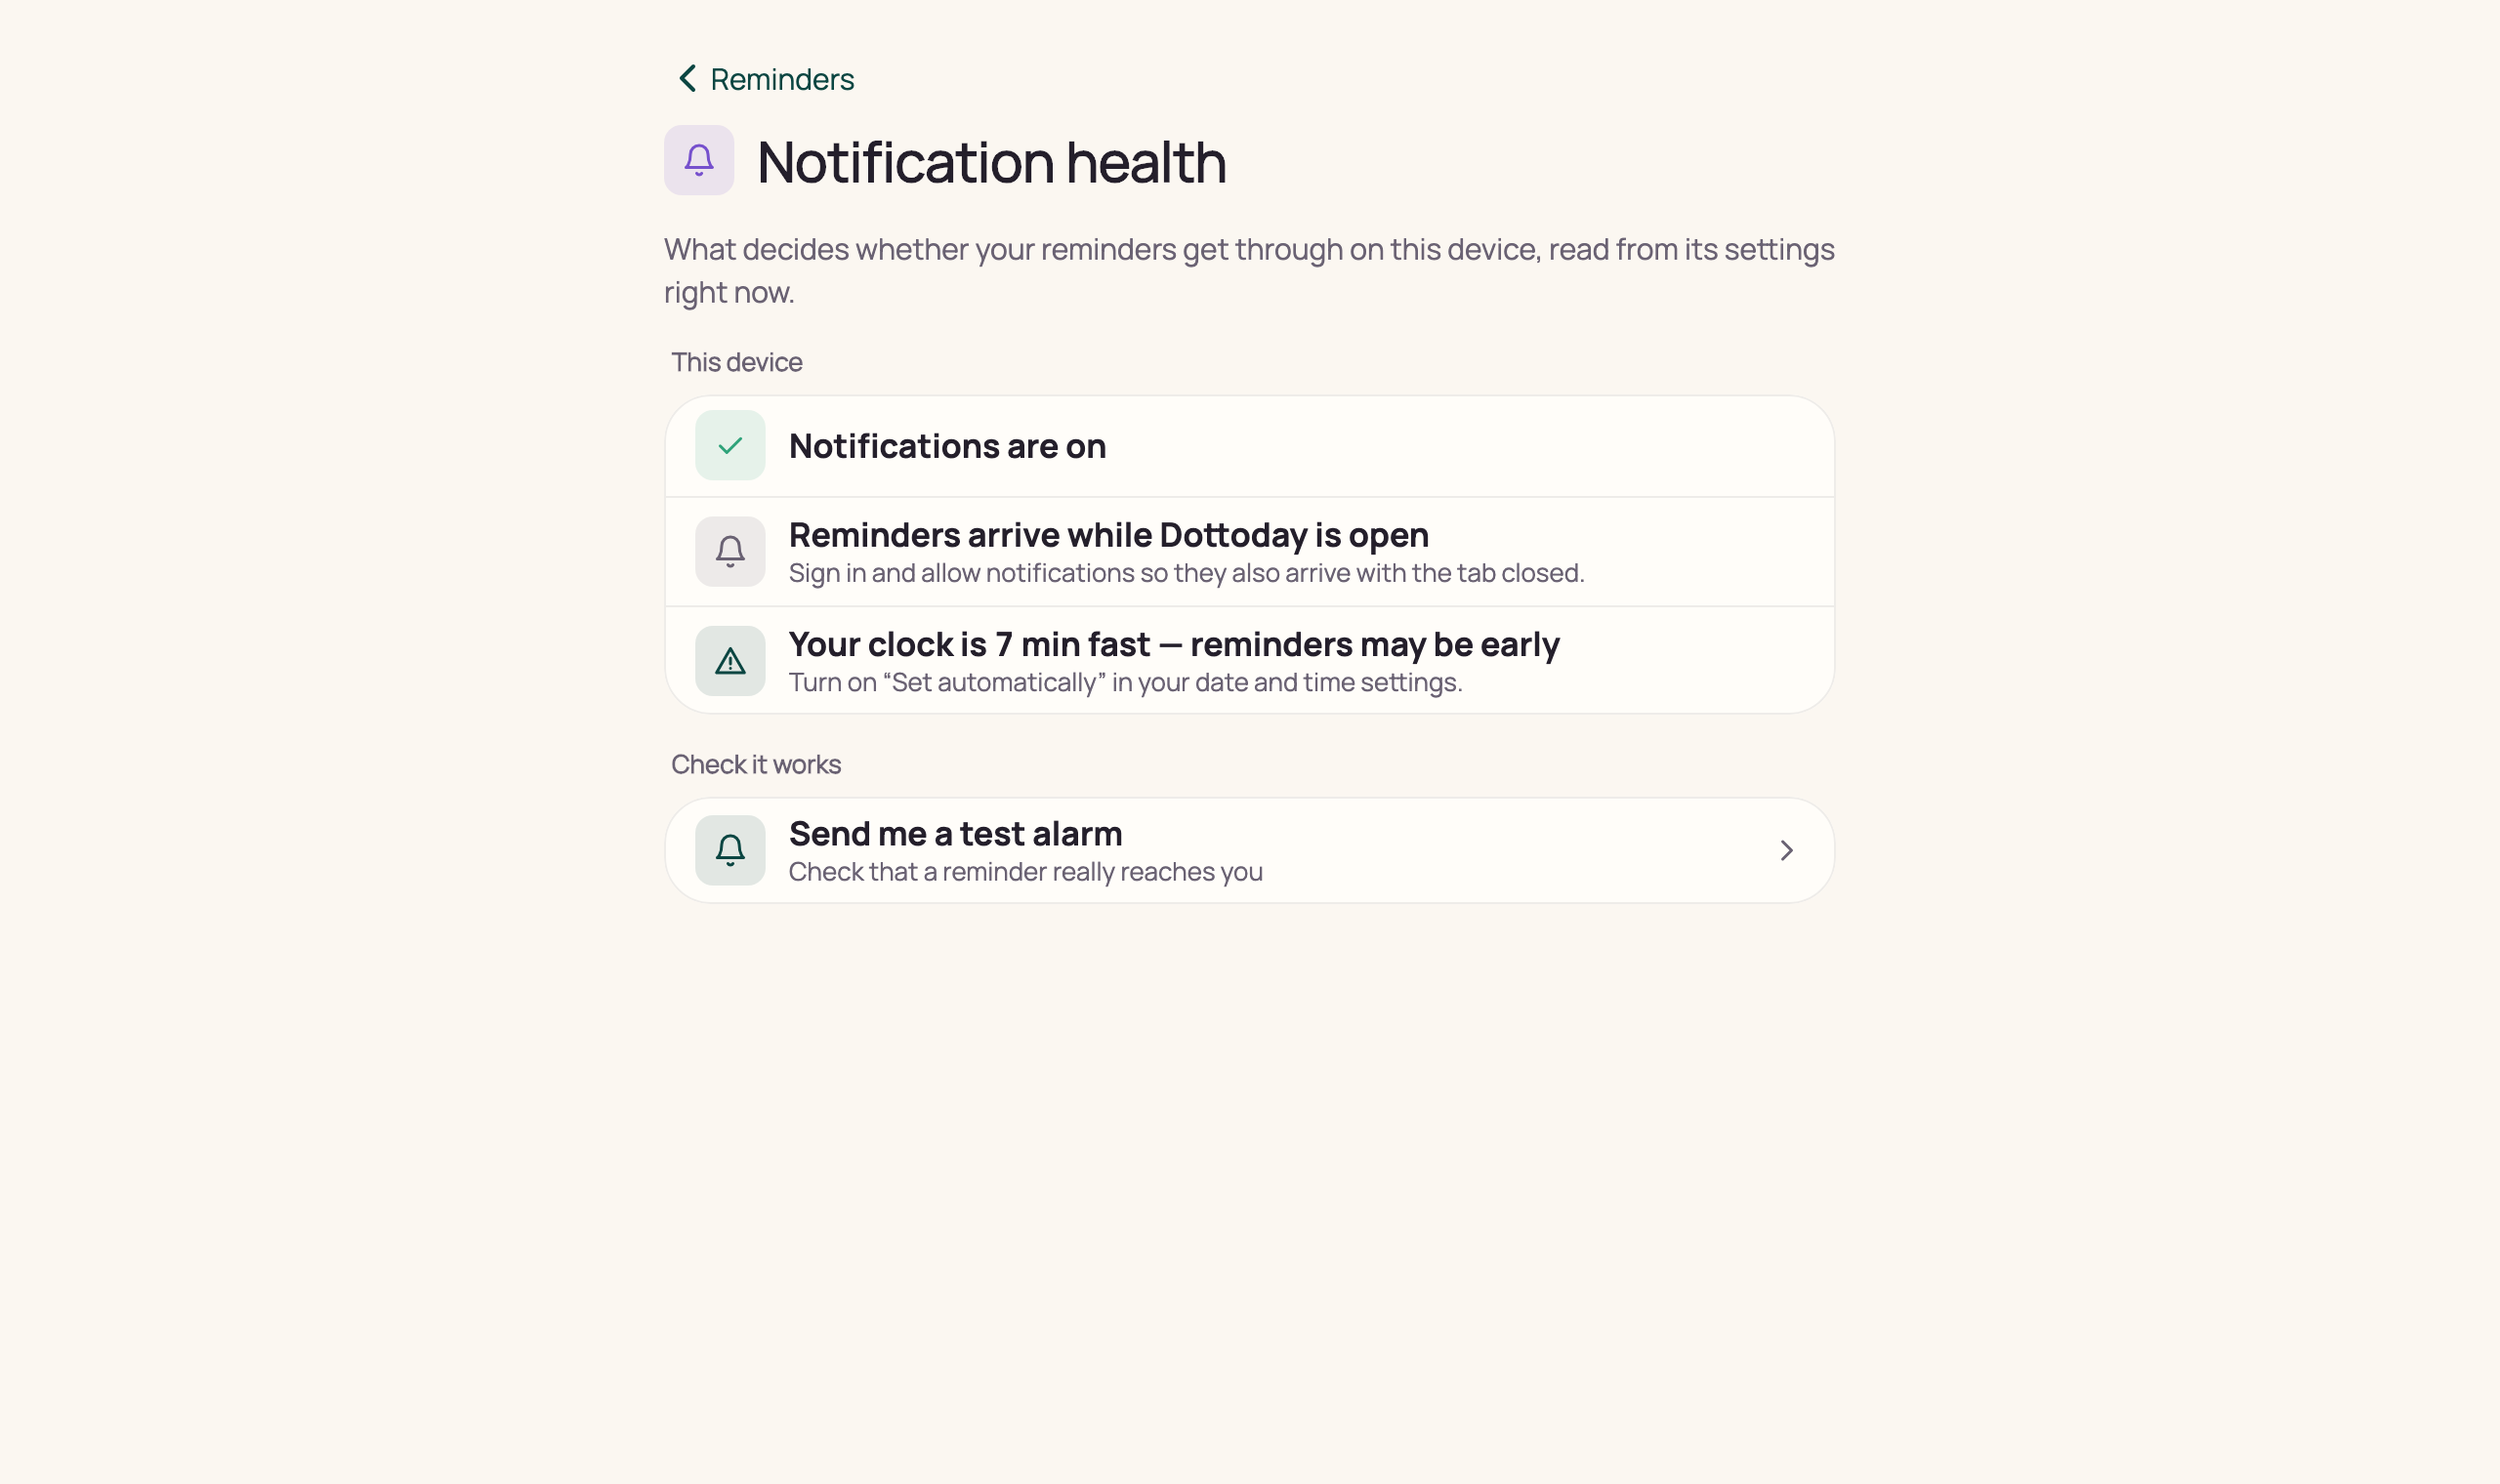 Reminders
Notification health
What decides whether your reminders get through on this device, read from its settings
right now.
This device
Notifications are on
Reminders arrive while Dottoday is open
Sign in and allow notifications so they also arrive with the tab closed.
Your clock is 7 min fast — reminders may be early
Turn on “Set automatically” in your date and time settings.
Check it works
Send me a test alarm
Check that a reminder really reaches you